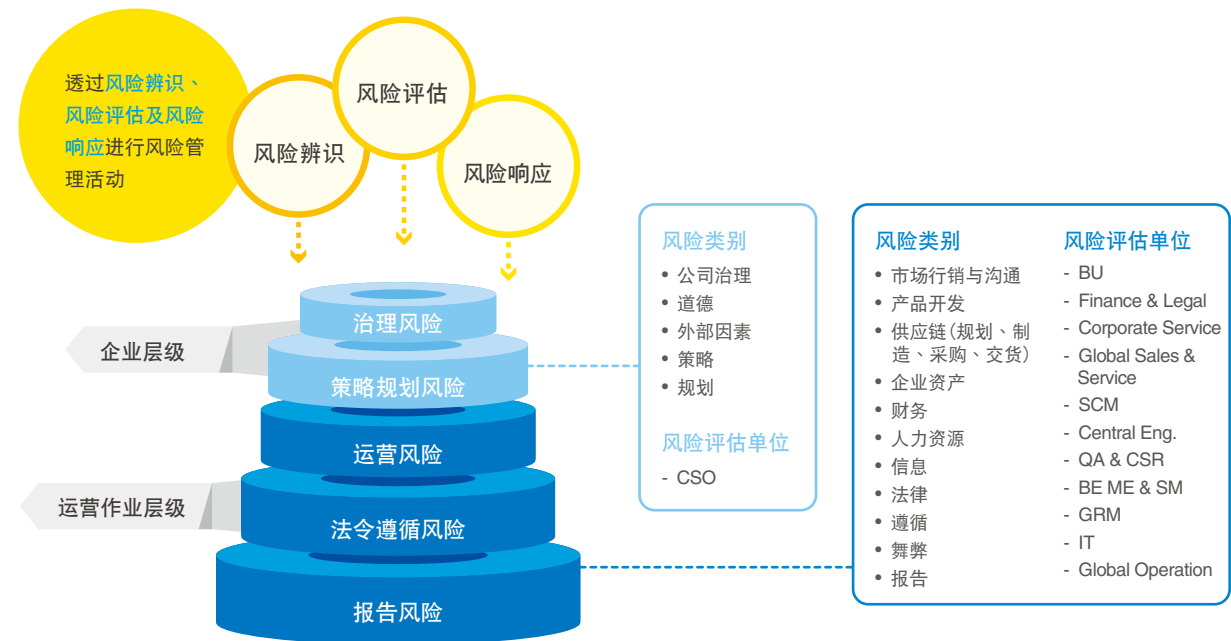 透过风险辨识、
风险评估及风险
响应进行风险管
理活动
风险辨识
风险评估
风险响应
企业层级
运营作业层级
治理风险
策略规划风险
运营风险
法令遵循风险
报告风险
风险类别
• 公司治理
• 道德
• 外部因素
• 策略
• 规划
风险评估单位
- CSO
风险类别
• 市场行销与沟通
• 产品开发
• 供应链(规划、制
造、采购、交货)
• 企业资产
• 财务
• 人力资源
• 信息
• 法律
• 遵循
• 舞弊
• 报告
风险评估单位
- BU
- Finance & Legal
- Corporate Service
- Global Sales &
Service
- SCM
- Central Eng.
- QA & CSR
- BE ME & SM
- GRM
- IT
- Global Operation